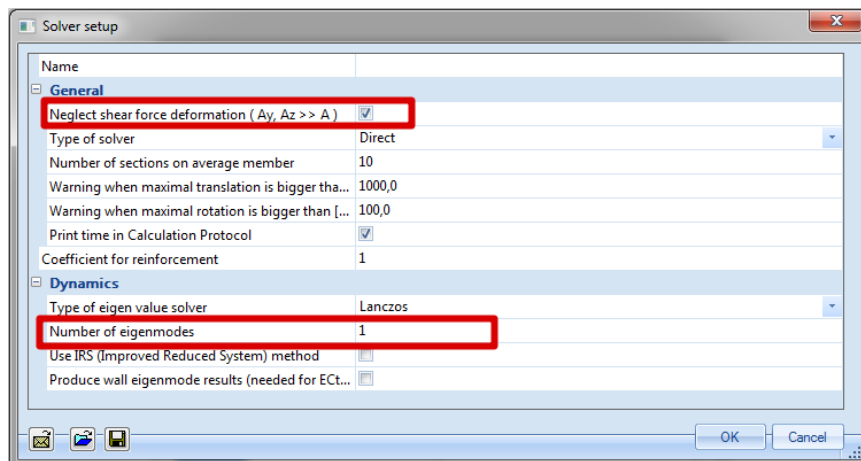 Solver setup
Name
General
Neglect shear force deformation ( Ay, Az >> A )
Type of solver Direct
Number of sections on average member 10
Warning when maximal translation is bigger tha... 1000,0
Warning when maximal rotation is bigger than [... 100,0
Print time in Calculation Protocol
Coefficient for reinforcement 1
Dynamics
Type of eigen value solver Lanczos
Number of eigenmodes 1
Use IRS (Improved Reduced System) method
Produce wall eigenmode results (needed for ECt...
OK Cancel